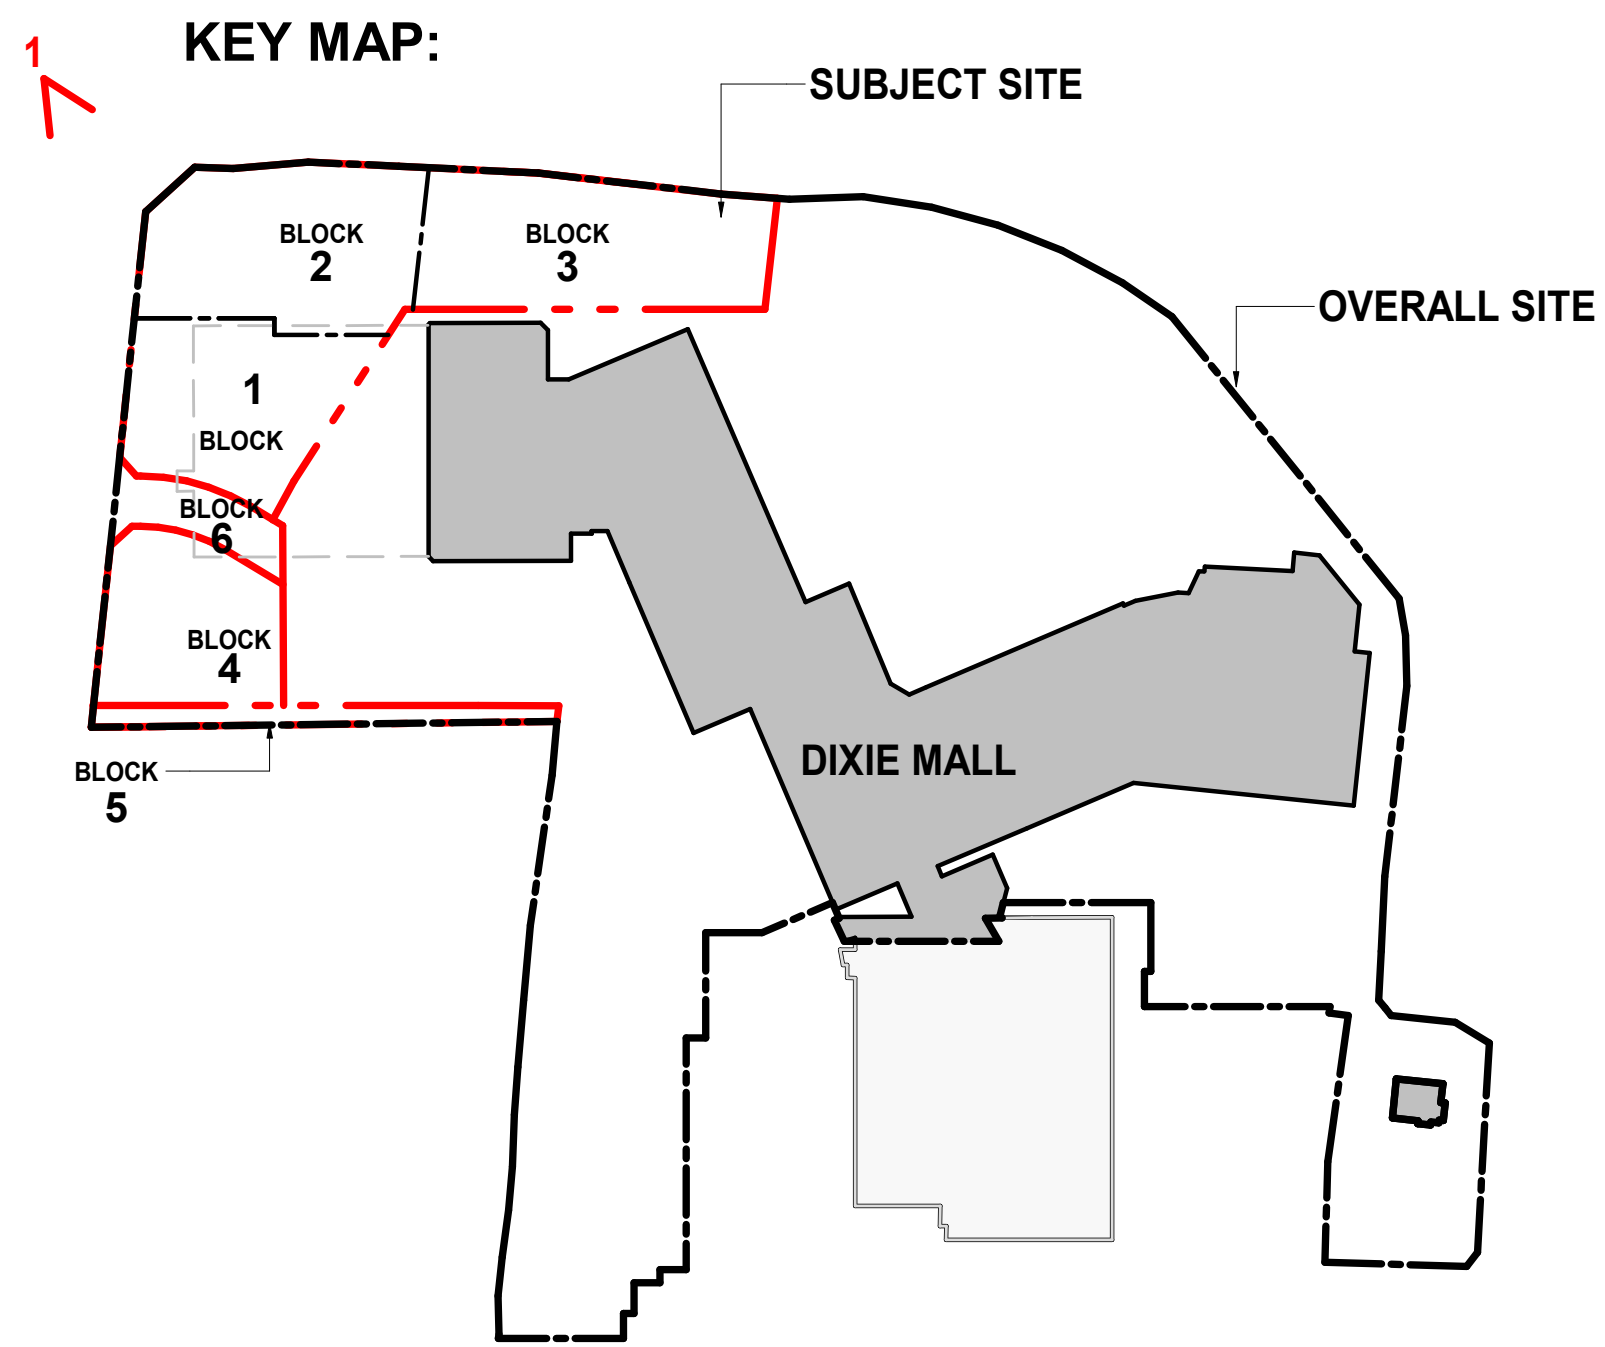 1
KEY MAP:
SUBJECT SITE
BLOCK
2
BLOCK
3
OVERALL SITE
1
BLOCK
BLOCK
6
BLOCK
4
DIXIE MALL
BLOCK
5